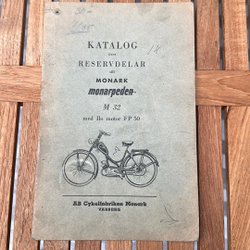 KATALOG
över
RESERVDELAR
till
MONARK
monarpeden
M 32
med Ilo motor FP 50
AB Cykelfabriken Monark
VARBERG